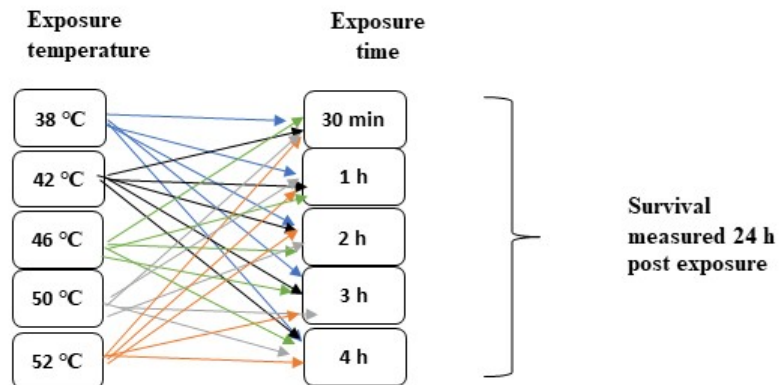 Exposure
temperature
Exposure
time
38 °C
30 min
42 °C
1 h
46 °C
2 h
50 °C
3 h
52 °C
4 h
Survival
measured 24 h
post exposure